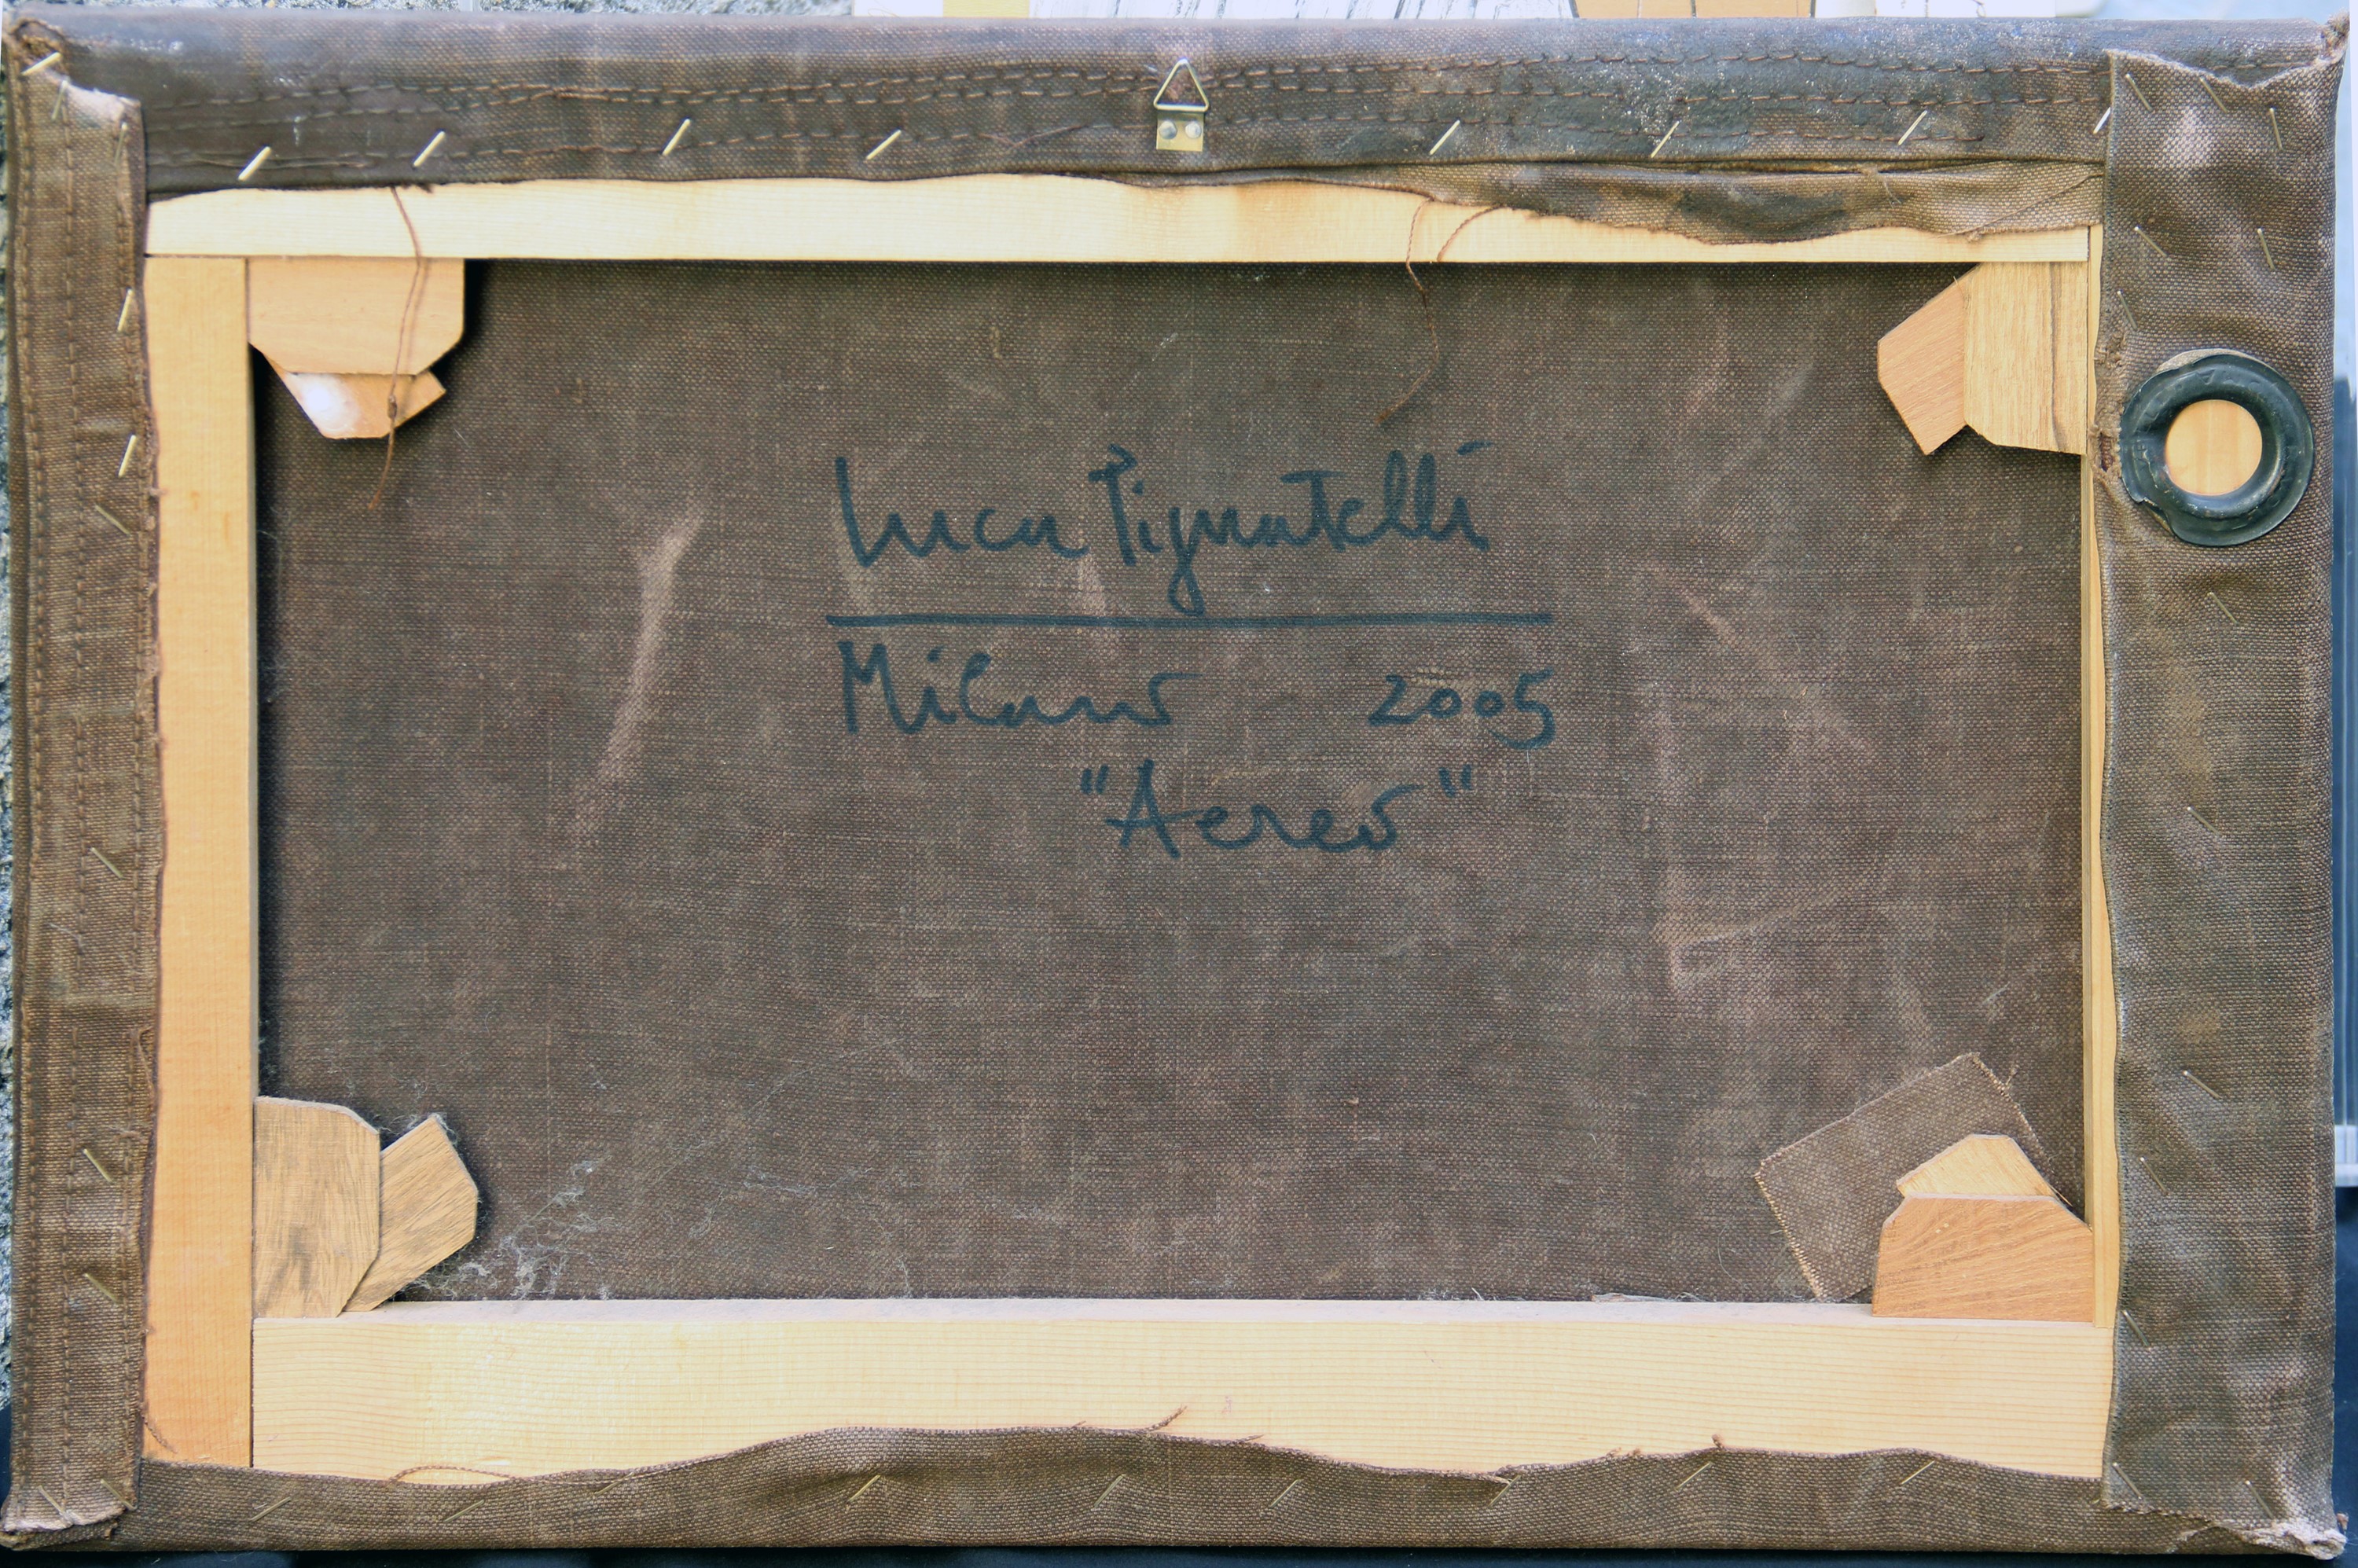 Luca Pignatelli
Milano 2005
"Aereo"